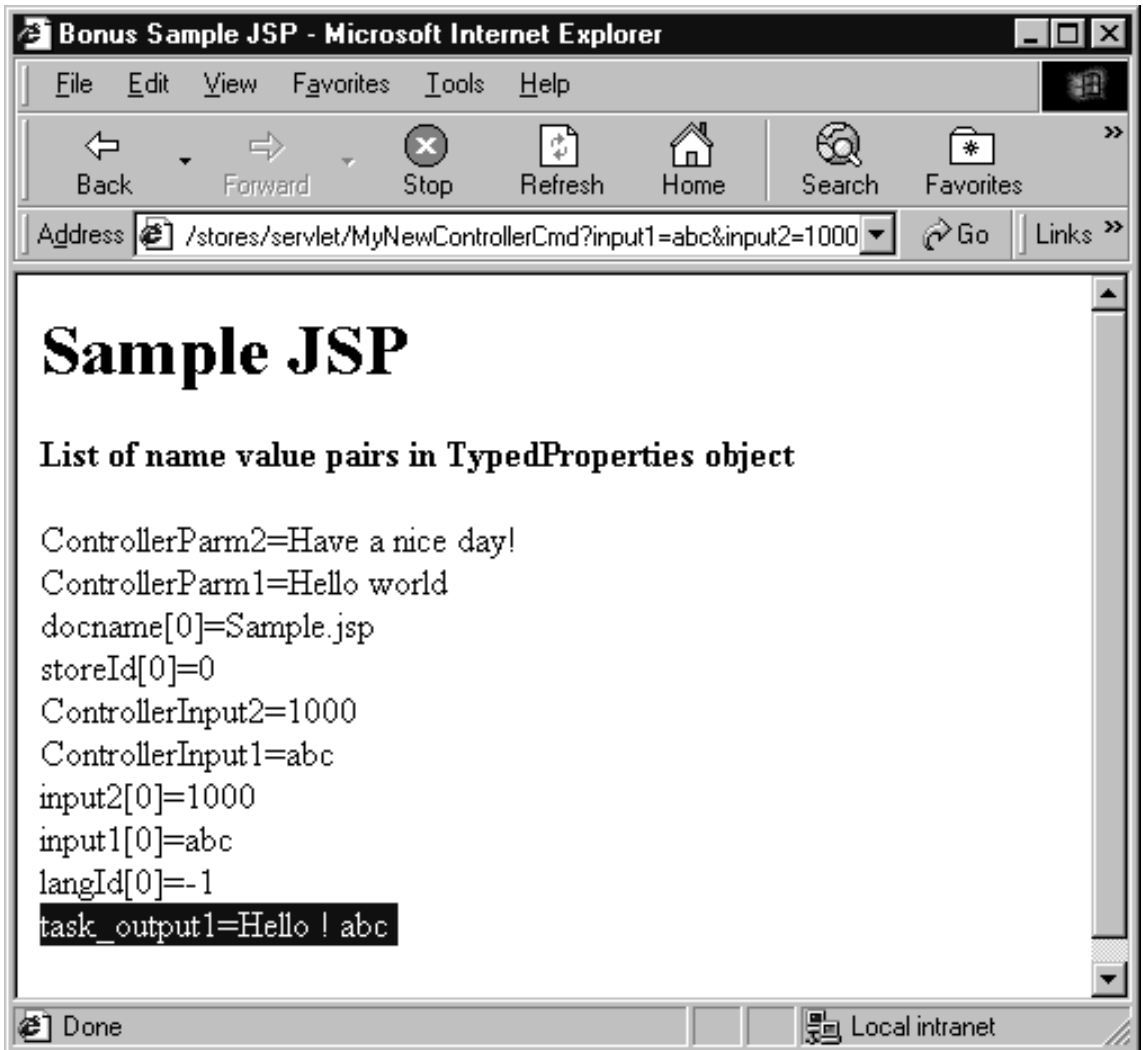 Bonus Sample JSP - Microsoft Internet Explorer
File Edit View Favorites Tools Help
Back Forward Stop Refresh Home Search Favorites »
Address /stores/servlet/MyNewControllerCmd?input1=abc&input2=1000 Go Links »
Sample JSP
List of name value pairs in TypedProperties object
ControllerParm2=Have a nice day!
ControllerParm1=Hello world
docname[0]=Sample.jsp
storeId[0]=0
ControllerInput2=1000
ControllerInput1=abc
input2[0]=1000
input1[0]=abc
langId[0]=-1
task_output1=Hello ! abc
Done Local intranet